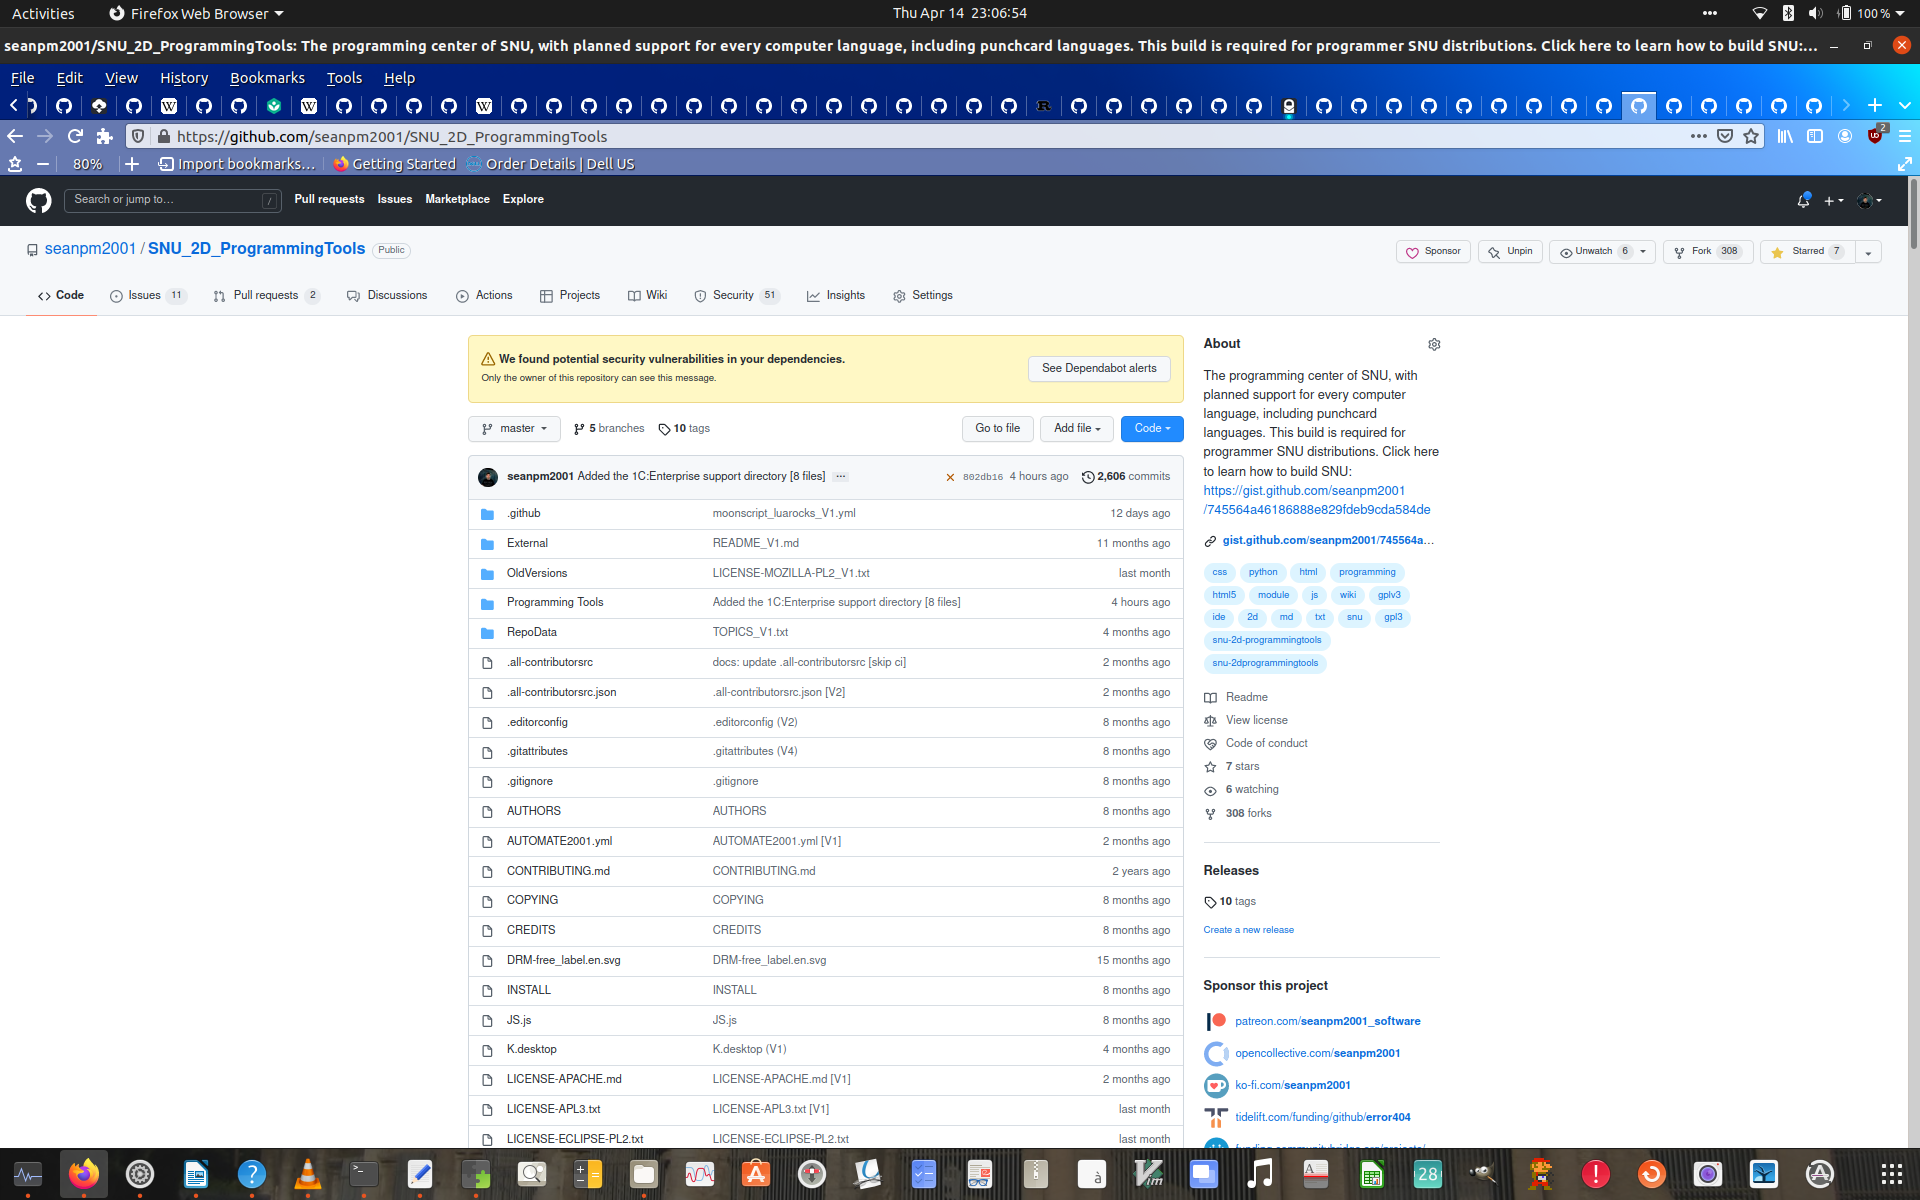 Activities Firefox Web Browser Thu Apr 14 23:06:54 100 %
seanpm2001/SNU_2D_ProgrammingTools: The programming center of SNU, with planned support for every computer language, including punchcard languages. This build is required for programmer SNU distributions. Click here to learn how to build SNU:...
File Edit View History Bookmarks Tools Help
https://github.com/seanpm2001/SNU_2D_ProgrammingTools 2
80% Import bookmarks... Getting Started Order Details | Dell US
Search or jump to... / Pull requests Issues Marketplace Explore
seanpm2001 / SNU_2D_ProgrammingTools Public Sponsor Unpin Unwatch 6 Fork 308 Starred 7
Code Issues 11 Pull requests 2 Discussions Actions Projects Wiki Security 51 Insights Settings
We found potential security vulnerabilities in your dependencies.
Only the owner of this repository can see this message.
See Dependabot alerts
master 5 branches 10 tags Go to file Add file Code
seanpm2001 Added the 1C:Enterprise support directory [8 files] ... 802db16 4 hours ago 2,606 commits
.github moonscript_luarocks_V1.yml 12 days ago
External README_V1.md 11 months ago
OldVersions LICENSE-MOZILLA-PL2_V1.txt last month
Programming Tools Added the 1C:Enterprise support directory [8 files] 4 hours ago
RepoData TOPICS_V1.txt 4 months ago
.all-contributorsrc docs: update .all-contributorsrc [skip ci] 2 months ago
.all-contributorsrc.json .all-contributorsrc.json [V2] 2 months ago
.editorconfig .editorconfig (V2) 8 months ago
.gitattributes .gitattributes (V4) 8 months ago
.gitignore .gitignore 8 months ago
AUTHORS AUTHORS 8 months ago
AUTOMATE2001.yml AUTOMATE2001.yml [V1] 2 months ago
CONTRIBUTING.md CONTRIBUTING.md 2 years ago
COPYING COPYING 8 months ago
CREDITS CREDITS 8 months ago
DRM-free_label.en.svg DRM-free_label.en.svg 15 months ago
INSTALL INSTALL 8 months ago
JS.js JS.js 8 months ago
K.desktop K.desktop (V1) 4 months ago
LICENSE-APACHE.md LICENSE-APACHE.md [V1] 2 months ago
LICENSE-APL3.txt LICENSE-APL3.txt [V1] last month
LICENSE-ECLIPSE-PL2.txt LICENSE-ECLIPSE-PL2.txt last month
About
The programming center of SNU, with
planned support for every computer
language, including punchcard
languages. This build is required for
programmer SNU distributions. Click here
to learn how to build SNU:
https://gist.github.com/seanpm2001
/745564a46186888e829fdeb9cda584de
gist.github.com/seanpm2001/745564a...
css python html programming
html5 module js wiki gplv3
ide 2d md txt snu gpl3
snu-2d-programmingtools
snu-2dprogrammingtools
Readme
View license
Code of conduct
7 stars
6 watching
308 forks
Releases
10 tags
Create a new release
Sponsor this project
patreon.com/seanpm2001_software
opencollective.com/seanpm2001
ko-fi.com/seanpm2001
tidelift.com/funding/github/error404
28